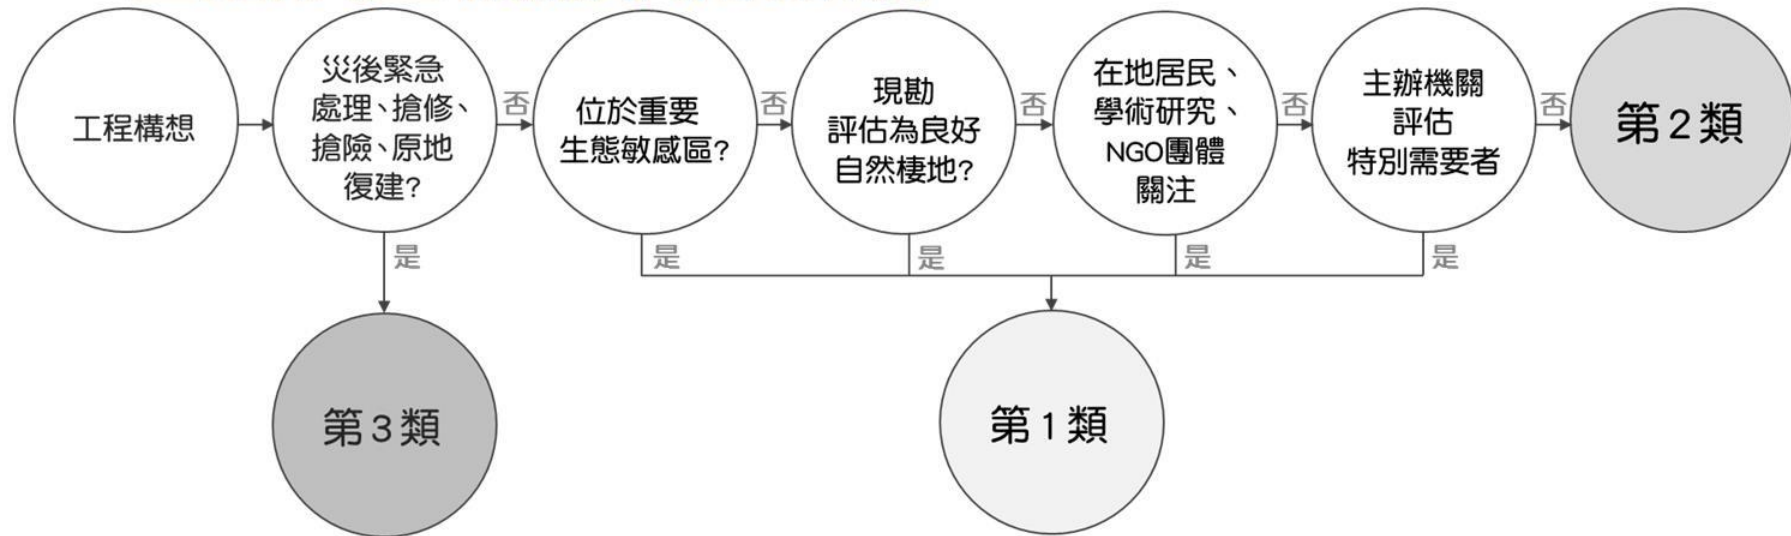 工程構想
災後緊急
處理、搶修、
搶險、原地
復建?
否
位於重要
生態敏感區?
否
現勘
評估為良好
自然棲地?
否
在地居民、
學術研究、
NGO團體
關注
否
主辦機關
評估
特別需要者
否
第2類
是
是
是
是
是
第3類
第1類